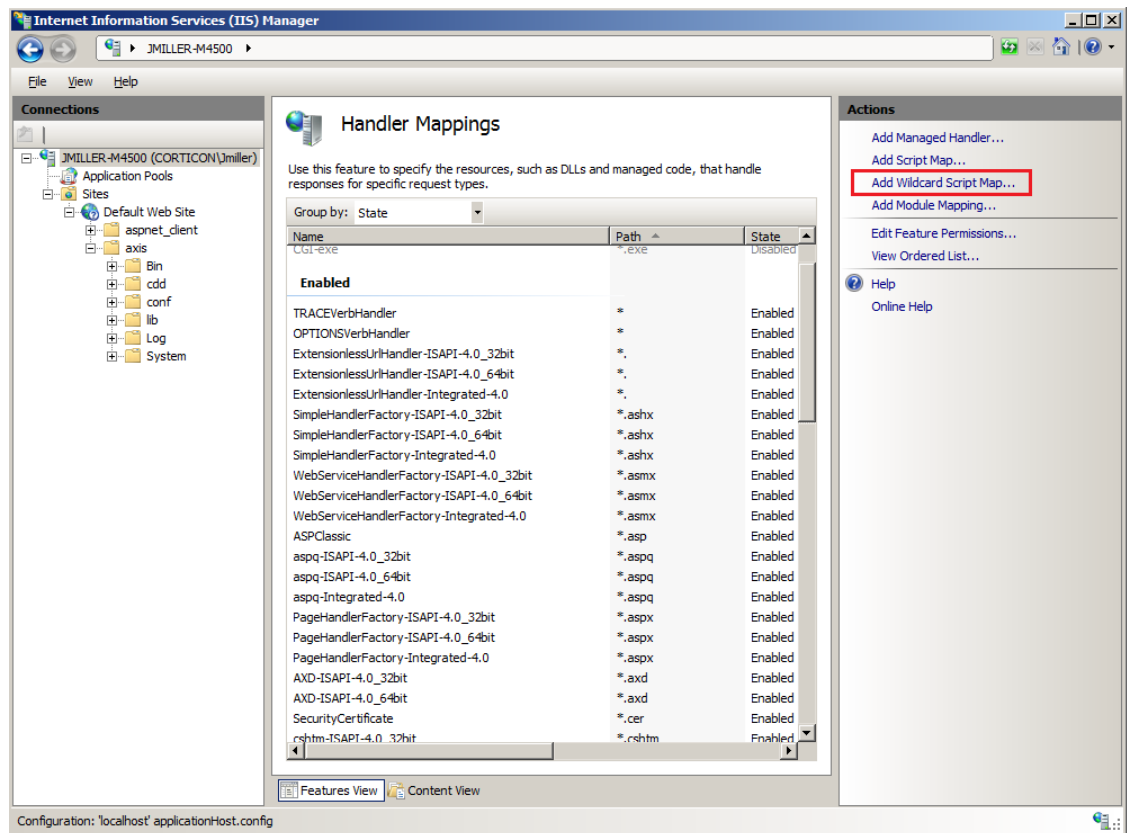 Internet Information Services (IIS) Manager
JMILLER-M4500
File View Help
Connections
JMILLER-M4500 (CORTICON\Jmiller)
Application Pools
Sites
Default Web Site
aspnet_client
axis
Bin
cdd
conf
lib
Log
System
Handler Mappings
Use this feature to specify the resources, such as DLLs and managed code, that handle
responses for specific request types.
Group by: State
Name Path State
CGI-exe *.exe Disabled
Enabled
TRACEVerbHandler * Enabled
OPTIONSVerbHandler * Enabled
ExtensionlessUrlHandler-ISAPI-4.0_32bit *. Enabled
ExtensionlessUrlHandler-ISAPI-4.0_64bit *. Enabled
ExtensionlessUrlHandler-Integrated-4.0 *. Enabled
SimpleHandlerFactory-ISAPI-4.0_32bit *.ashx Enabled
SimpleHandlerFactory-ISAPI-4.0_64bit *.ashx Enabled
SimpleHandlerFactory-Integrated-4.0 *.ashx Enabled
WebServiceHandlerFactory-ISAPI-4.0_32bit *.asmx Enabled
WebServiceHandlerFactory-ISAPI-4.0_64bit *.asmx Enabled
WebServiceHandlerFactory-Integrated-4.0 *.asmx Enabled
ASPClassic *.asp Enabled
aspq-ISAPI-4.0_32bit *.aspq Enabled
aspq-ISAPI-4.0_64bit *.aspq Enabled
aspq-Integrated-4.0 *.aspq Enabled
PageHandlerFactory-ISAPI-4.0_32bit *.aspx Enabled
PageHandlerFactory-ISAPI-4.0_64bit *.aspx Enabled
PageHandlerFactory-Integrated-4.0 *.aspx Enabled
AXD-ISAPI-4.0_32bit *.axd Enabled
AXD-ISAPI-4.0_64bit *.axd Enabled
SecurityCertificate *.cer Enabled
cshtm-ISAPI-4.0_32bit *.cshtm Enabled
Features View Content View
Actions
Add Managed Handler...
Add Script Map...
Add Wildcard Script Map...
Add Module Mapping...
Edit Feature Permissions...
View Ordered List...
Help
Online Help
Configuration: 'localhost' applicationHost.config